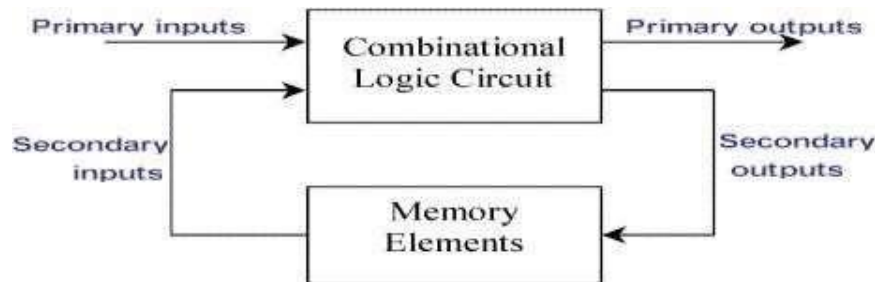 Primary inputs
Combinational
Logic Circuit
Primary outputs
Secondary
inputs
Secondary
outputs
Memory
Elements